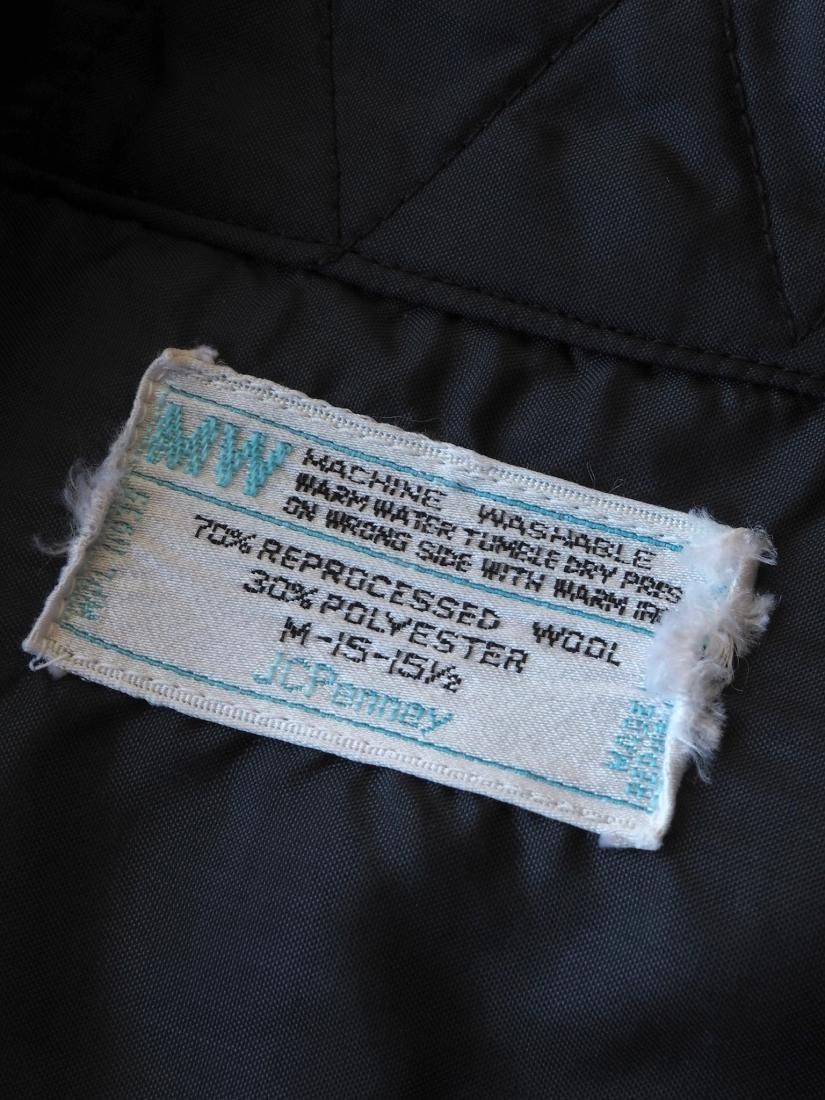 MW
MACHINE WASHABLE
WARM WATER TUMBLE DRY PRES
ON WRONG SIDE WITH WARM IR
70% REPROCESSED WOOL
30% POLYESTER
M-15-15½
JCPenney
MADE